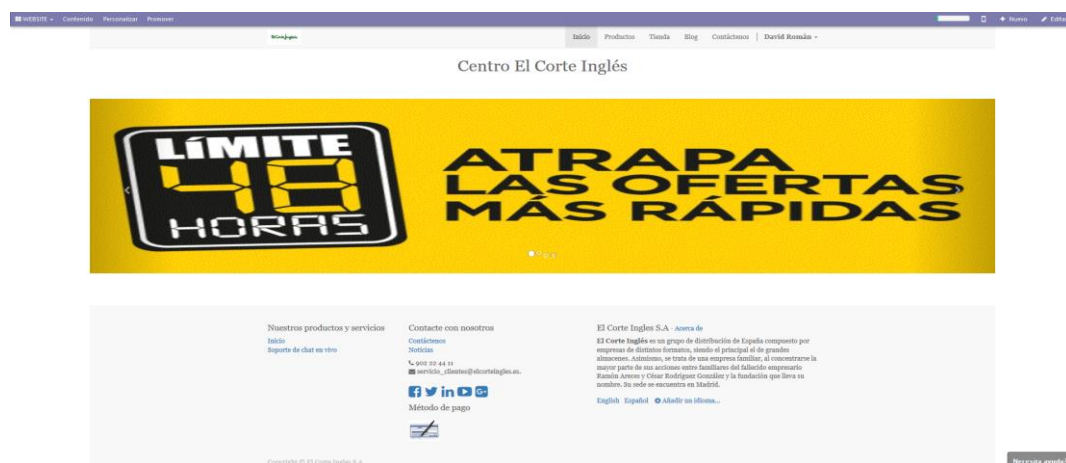 WEBSITE Contenido Personalizar Promover
+ Nuevo Editar
El Corte Inglés
Inicio Productos Tienda Blog Contáctenos David Román
Centro El Corte Inglés
LíMITE
48
HORAS
ATRAPA
LAS OFERTAS
MÁS RÁPIDAS
Nuestros productos y servicios
Inicio
Soporte de chat en vivo
Contacte con nosotros
Contáctenos
Noticias
902 22 44 11
servicio_clientes@elcorteingles.es.
Método de pago
El Corte Ingles S.A - Acerca de
El Corte Inglés es un grupo de distribución de España compuesto por
empresas de distintos formatos, siendo el principal el de grandes
almacenes. Asimismo, se trata de una empresa familiar, al concentrarse la
mayor parte de sus acciones entre familiares del fallecido empresario
Ramón Areces y César Rodríguez González y la fundación que lleva su
nombre. Su sede se encuentra en Madrid.
English Español Añadir un idioma...
Copyright © El Corte Ingles S.A